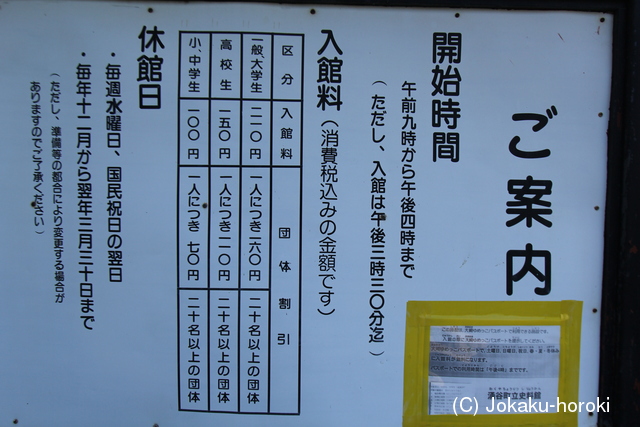 ご案内
開始時間
午前九時から午後四時まで
(ただし、入館は午後三時三〇分迄)
入館料(消費税込みの金額です)
区分 入館料 団体割引
一般、大学生 二一〇円 一人につき一六〇円 二十名以上の団体
高校生 一五〇円 一人につき一一〇円 二十名以上の団体
小、中学生 一〇〇円 一人につき七〇円 二十名以上の団体
休館日
・毎週水曜日、国民祝日の翌日
・毎年十二月から翌年三月三十日まで
(ただし、準備等の都合により変更する場合が
ありますのでご了承ください)
涌谷町立史料館
(C) Jokaku-horoki